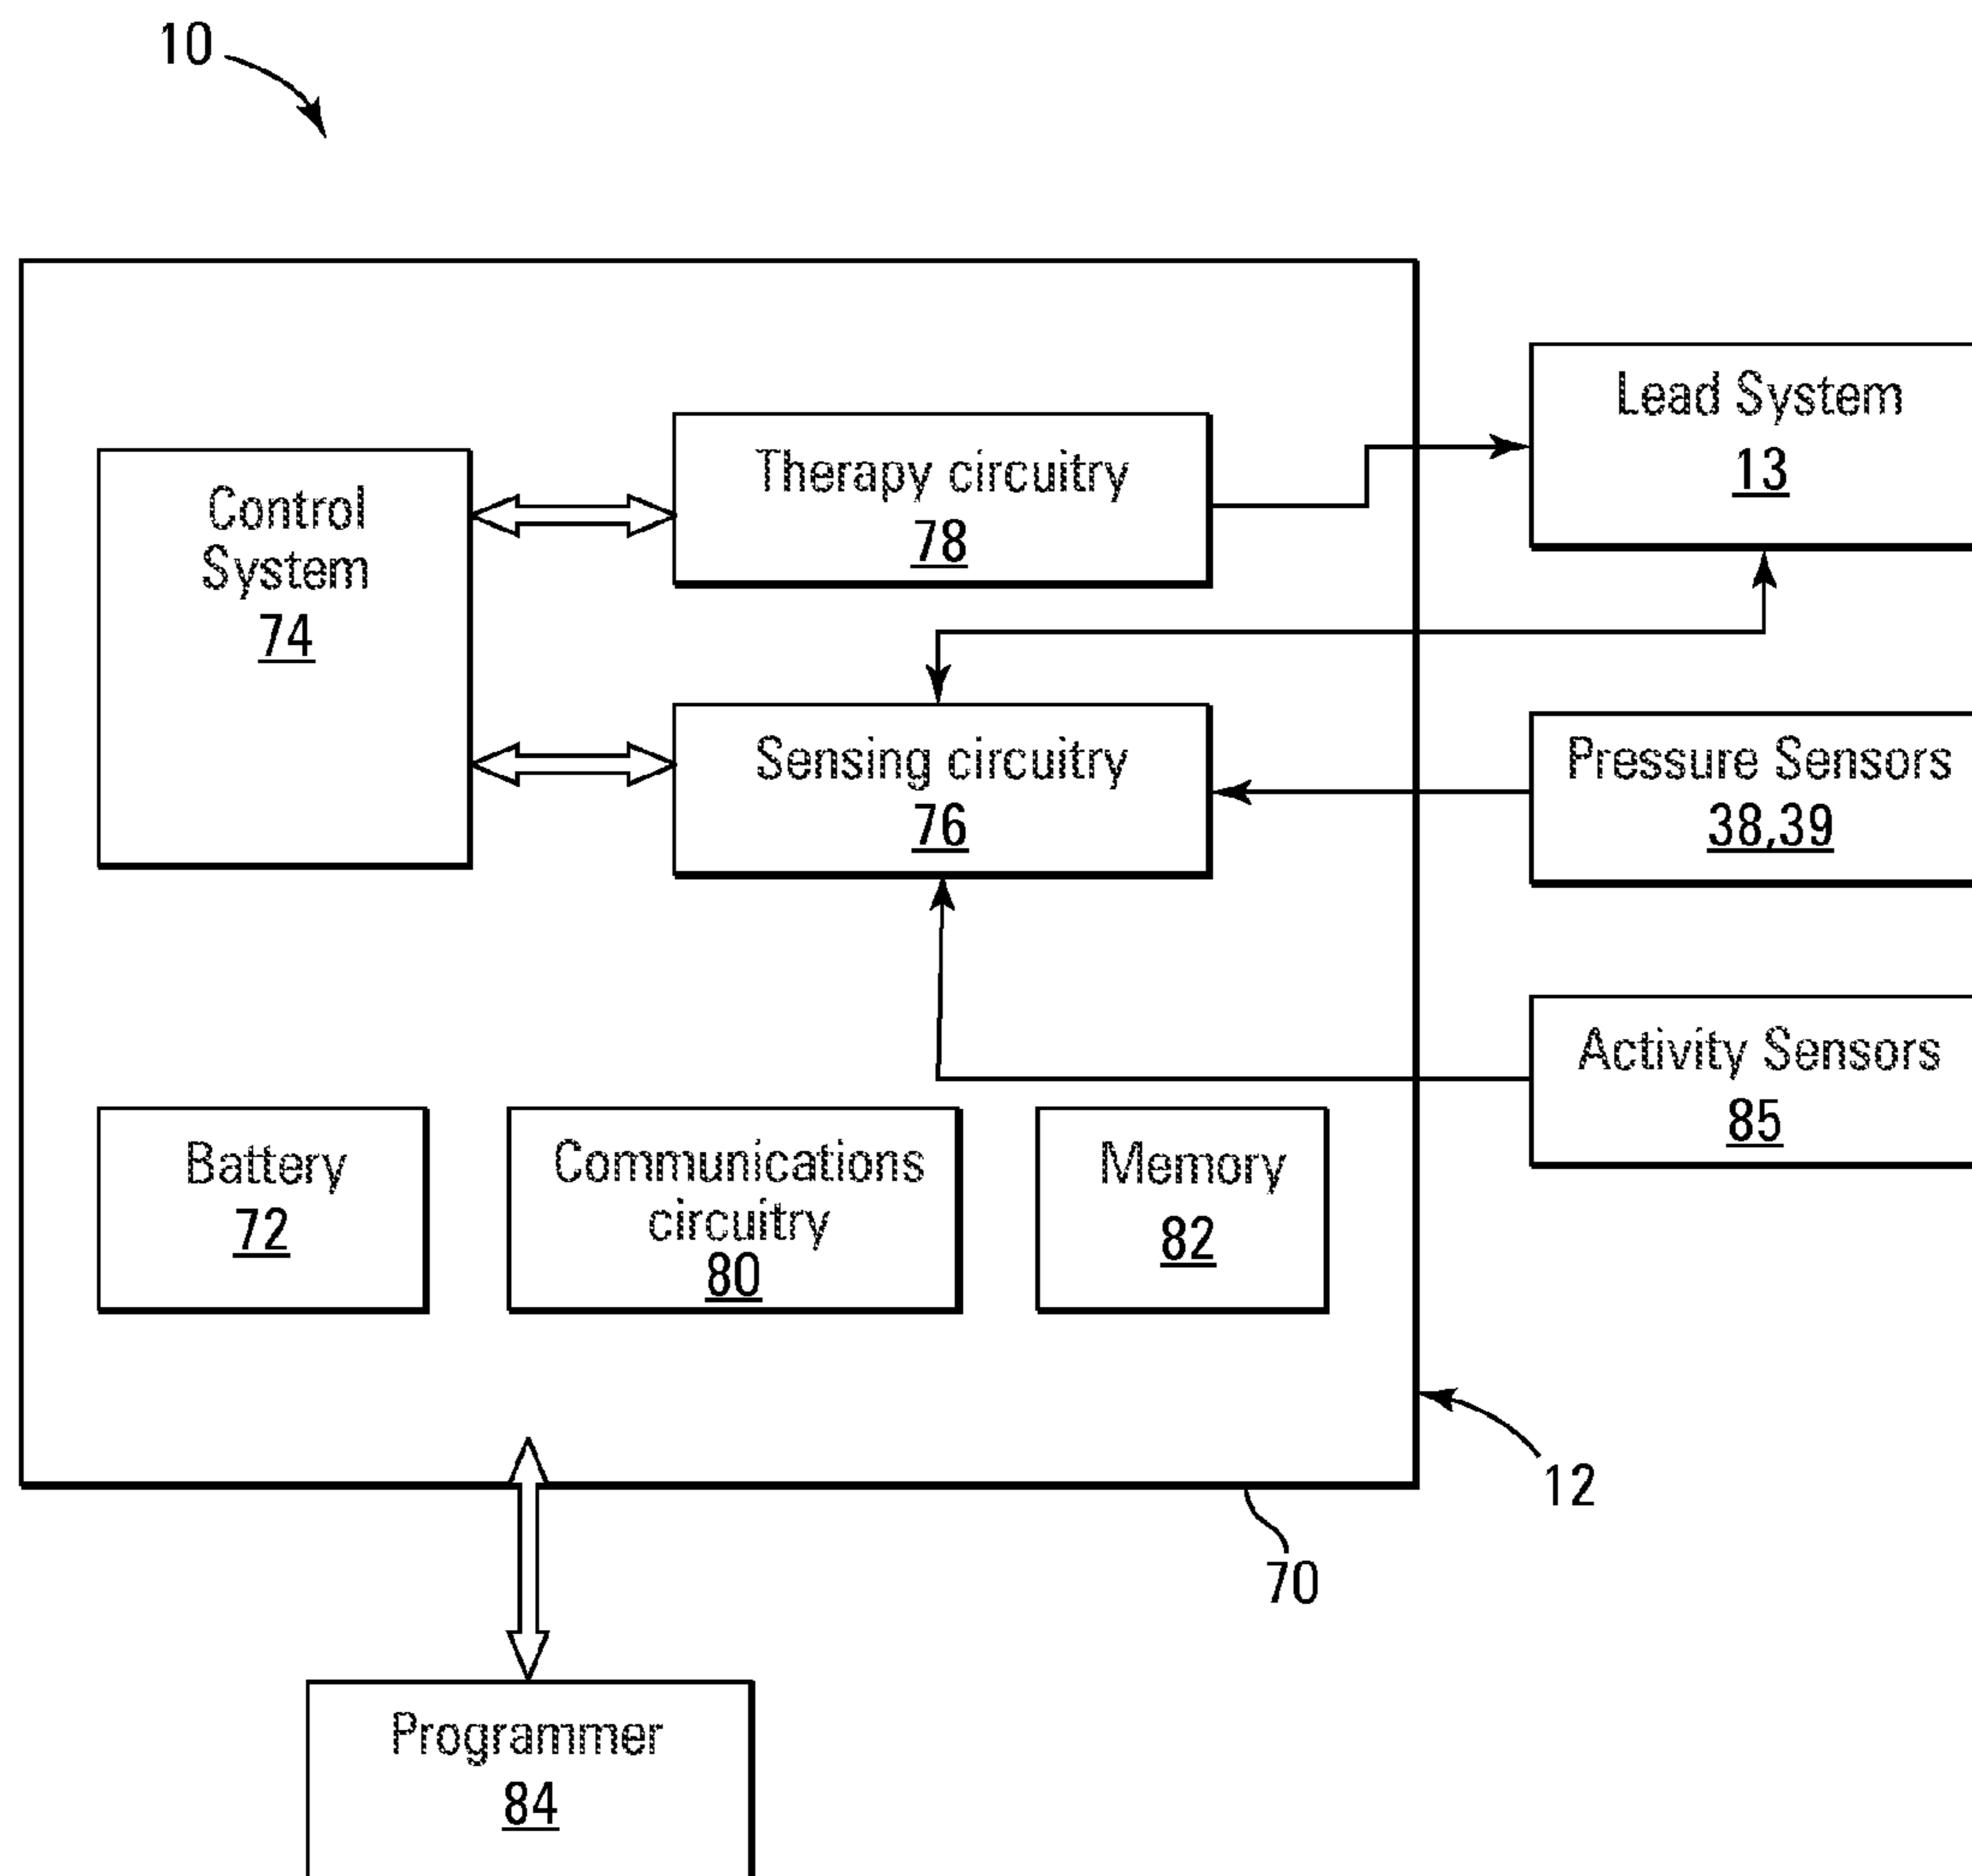 10
Lead System
13
Therapy circuitry
78
Control
System
74
Sensing circuitry
76
Pressure Sensors
38,39
Activity Sensors
85
Battery
72
Communications
circuitry
80
Memory
82
12
70
Programmer
84